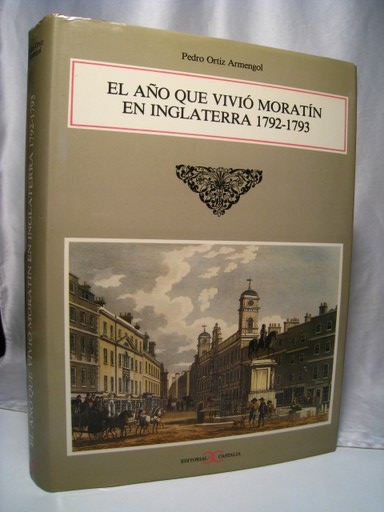 Pedro Ortiz Armengol
EL AÑO QUE VIVIÓ MORATÍN
EN INGLATERRA 1792-1793
EDITORIAL CASTALIA
EL AÑO QUE VIVIÓ MORATÍN EN INGLATERRA 1792-1793